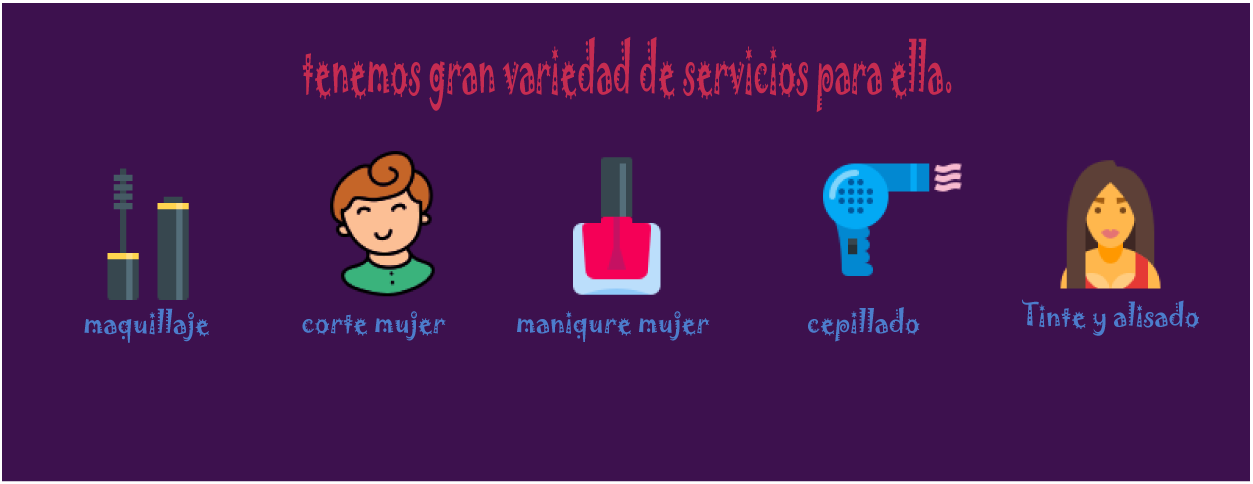 tenemos gran variedad de servicios para ella.
maquillaje
corte mujer
maniqure mujer
cepillado
Tinte y alisado